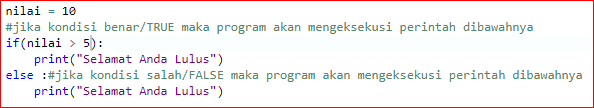 nilai = 10
#jika kondisi benar/TRUE maka program akan mengeksekusi perintah dibawahnya
if(nilai > 5):
    print("Selamat Anda Lulus")
else :#jika kondisi salah/FALSE maka program akan mengeksekusi perintah dibawahnya
    print("Selamat Anda Lulus")